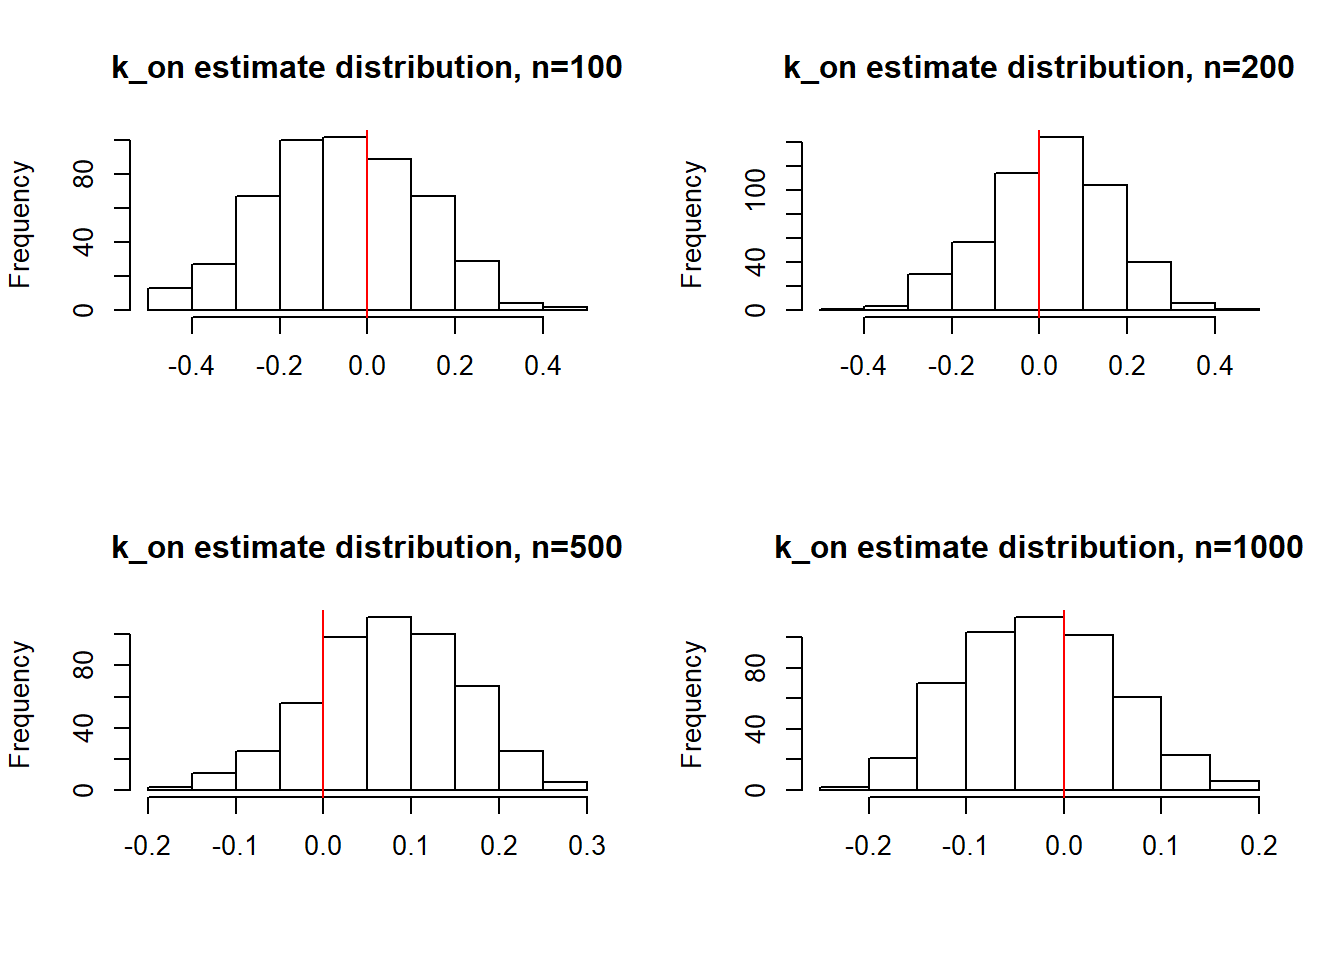 k_on estimate distribution, n=100
Frequency
0 40 80
-0.4 -0.2 0.0 0.2 0.4
k_on estimate distribution, n=200
Frequency
0 40 100
-0.4 -0.2 0.0 0.2 0.4
k_on estimate distribution, n=500
Frequency
0 40 80
-0.2 -0.1 0.0 0.1 0.2 0.3
k_on estimate distribution, n=1000
Frequency
0 40 80
-0.2 -0.1 0.0 0.1 0.2